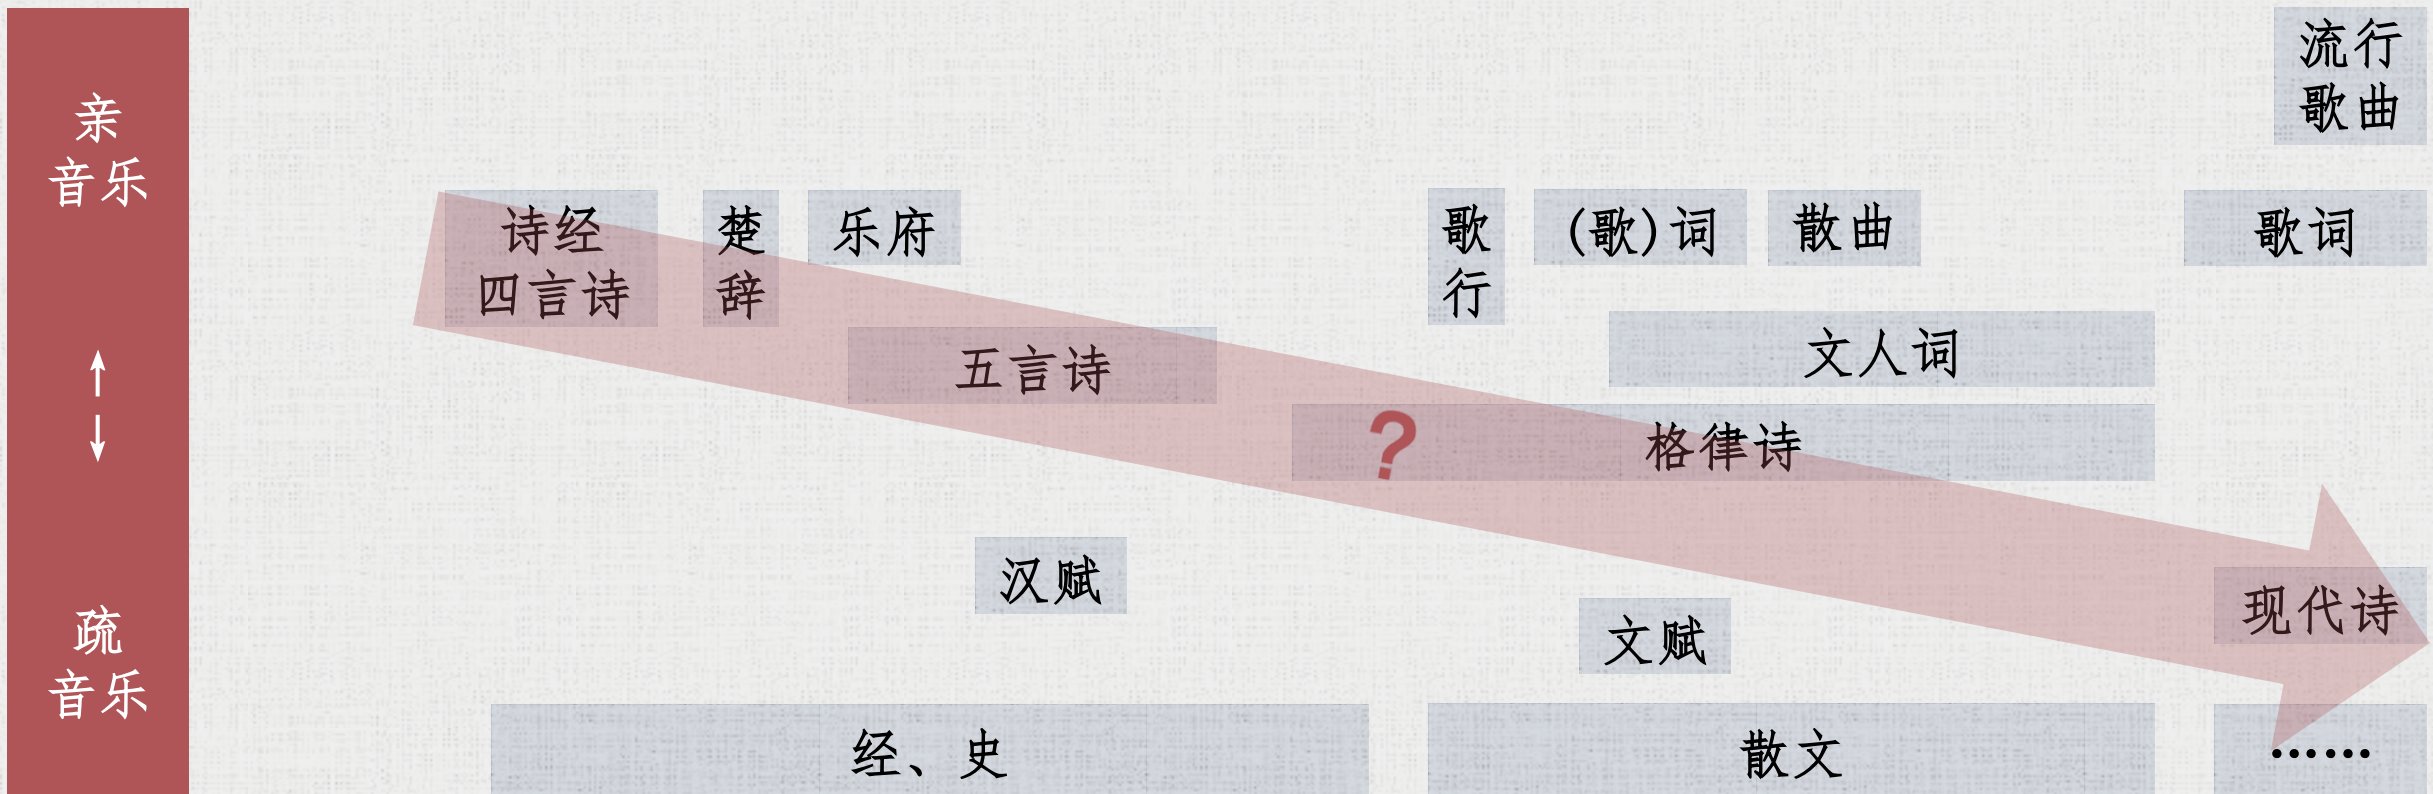 亲
音乐
↑
↓
疏
音乐
流行
歌曲
诗经
四言诗
楚
辞
乐府
歌
行
(歌)词
散曲
歌词
五言诗
文人词
?
格律诗
汉赋
文赋
现代诗
经、史
散文
……